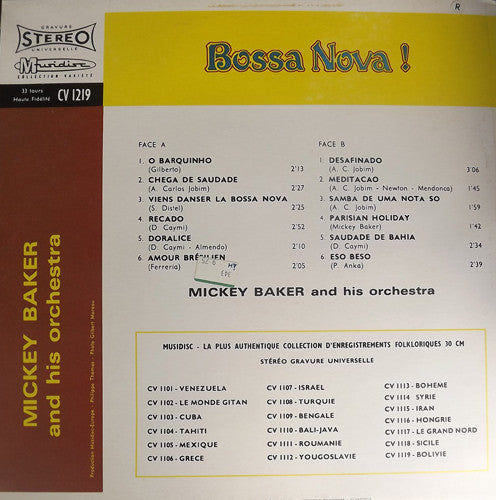 GRAVURE
STEREO
UNIVERSELLE
Musidisc
COLLECTION VARIÉTÉ
33 tours
Haute Fidélité CV 1219
R
Bossa Nova !
FACE A
1. O BARQUINHO
(Gilberto) 2'13
2. CHEGA DE SAUDADE
(A. Carlos Jobim) 2'27
3. VIENS DANSER LA BOSSA NOVA
(S. Distel) 2'25
4. RECADO
(D. Caymi) 2'52
5. DORALICE
(D. Caymi - Almendo) 2'10
6. AMOUR BRÉSILIEN
(Ferreria) 2'05
FACE B
1. DESAFINADO
(A. C. Jobim) 3'06
2. MEDITACAO
(A. C. Jobim - Newton - Mendonca) 1'45
3. SAMBA DE UMA NOTA SO
(A. C. Jobim) 1'59
4. PARISIAN HOLIDAY
(Mickey Baker) 1'42
5. SAUDADE DE BAHIA
(D. Caymi) 2'34
6. ESO BESO
(P. Anka) 2'39
MICKEY BAKER and his orchestra
MICKEY BAKER
and his orchestra
MUSIDISC - LA PLUS AUTHENTIQUE COLLECTION D'ENREGISTREMENTS FOLKLORIQUES 30 CM
STÉRÉO GRAVURE UNIVERSELLE
CV 1101 - VENEZUELA
CV 1102 - LE MONDE GITAN
CV 1103 - CUBA
CV 1104 - TAHITI
CV 1105 - MEXIQUE
CV 1106 - GRECE
CV 1107 - ISRAEL
CV 1108 - TURQUIE
CV 1109 - BENGALE
CV 1110 - BALI-JAVA
CV 1111 - ROUMANIE
CV 1112 - YOUGOSLAVIE
CV 1113 - BOHEME
CV 1114 SYRIE
CV 1115 - IRAN
CV 1116 - HONGRIE
CV 1117 - LE GRAND NORD
CV 1118 - SICILE
CV 1119 - BOLIVIE
Production Musidisc-Europe - Philippe Thomas - Photo Gilbert Moreau